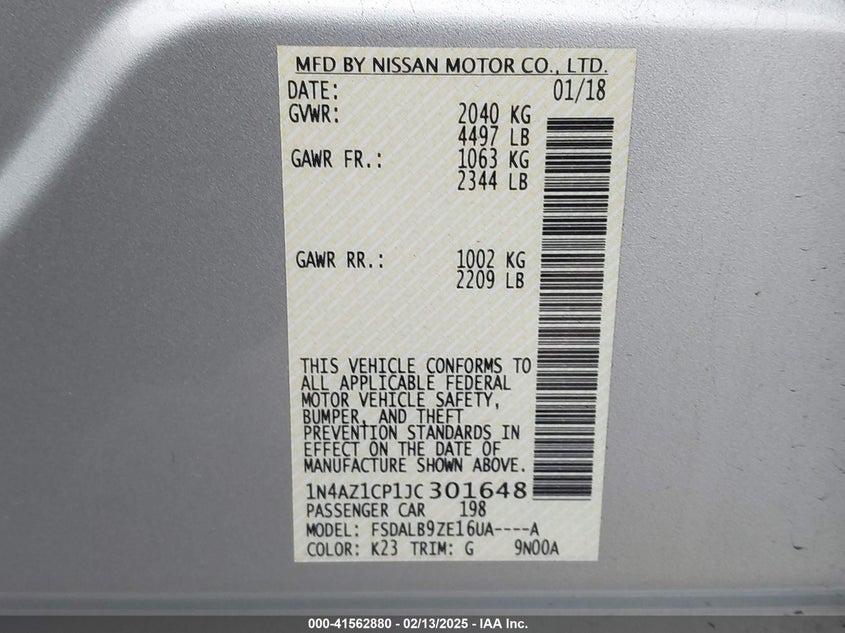 MFD BY NISSAN MOTOR CO., LTD.
DATE: 01/18
GVWR: 2040 KG
4497 LB
GAWR FR.: 1063 KG
2344 LB
GAWR RR.: 1002 KG
2209 LB
THIS VEHICLE CONFORMS TO
ALL APPLICABLE FEDERAL
MOTOR VEHICLE SAFETY,
BUMPER, AND THEFT
PREVENTION STANDARDS IN
EFFECT ON THE DATE OF
MANUFACTURE SHOWN ABOVE.
1N4AZ1CP1JC301648
PASSENGER CAR 198
MODEL: FSDALB9ZE16UA----A
COLOR: K23 TRIM: G 9N00A
000-41562880 - 02/13/2025 - IAA Inc.